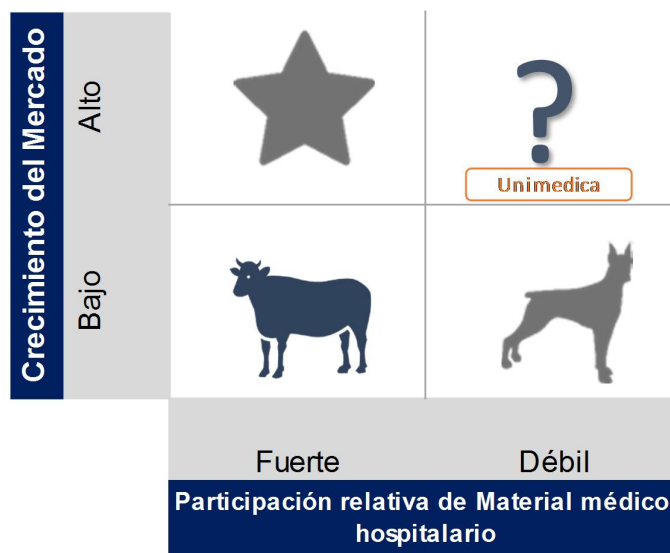 Crecimiento del Mercado
Alto
?
Unimedica
Bajo
Fuerte
Débil
Participación relativa de Material médico
hospitalario